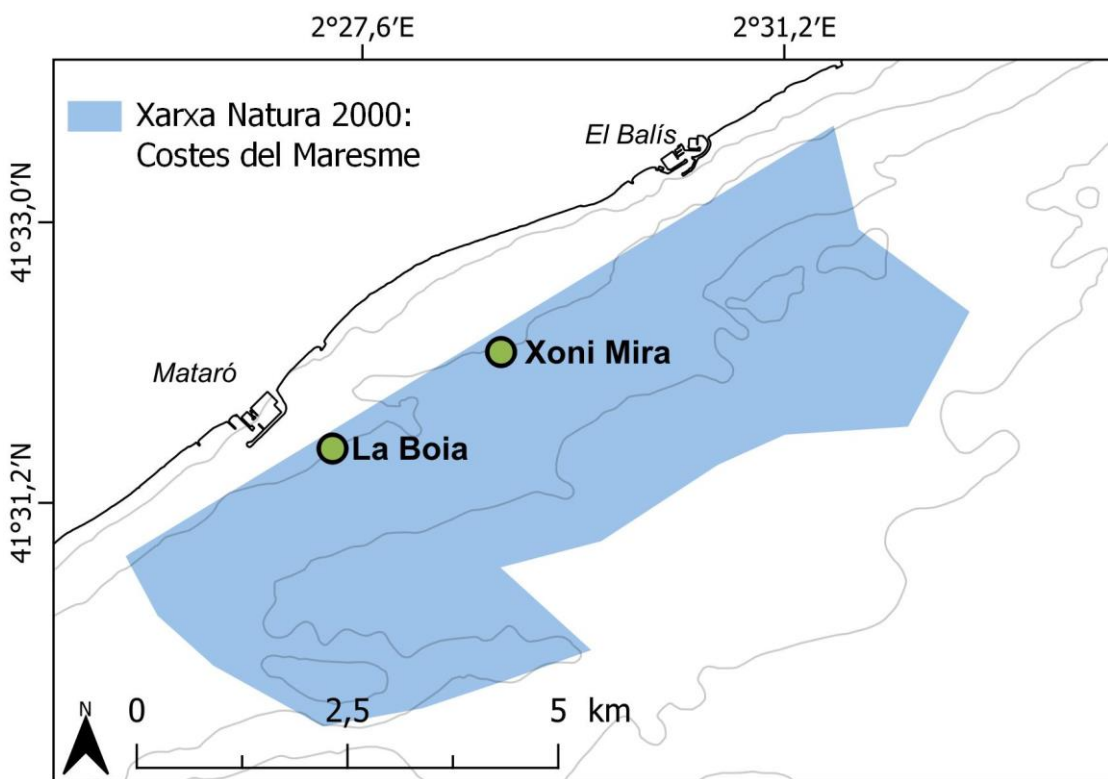 2°27,6'E
2°31,2'E
Xarxa Natura 2000:
Costes del Maresme
El Balís
41°33,0'N
Xoni Mira
Mataró
La Boia
41°31,2'N
N
0 2,5 5 km